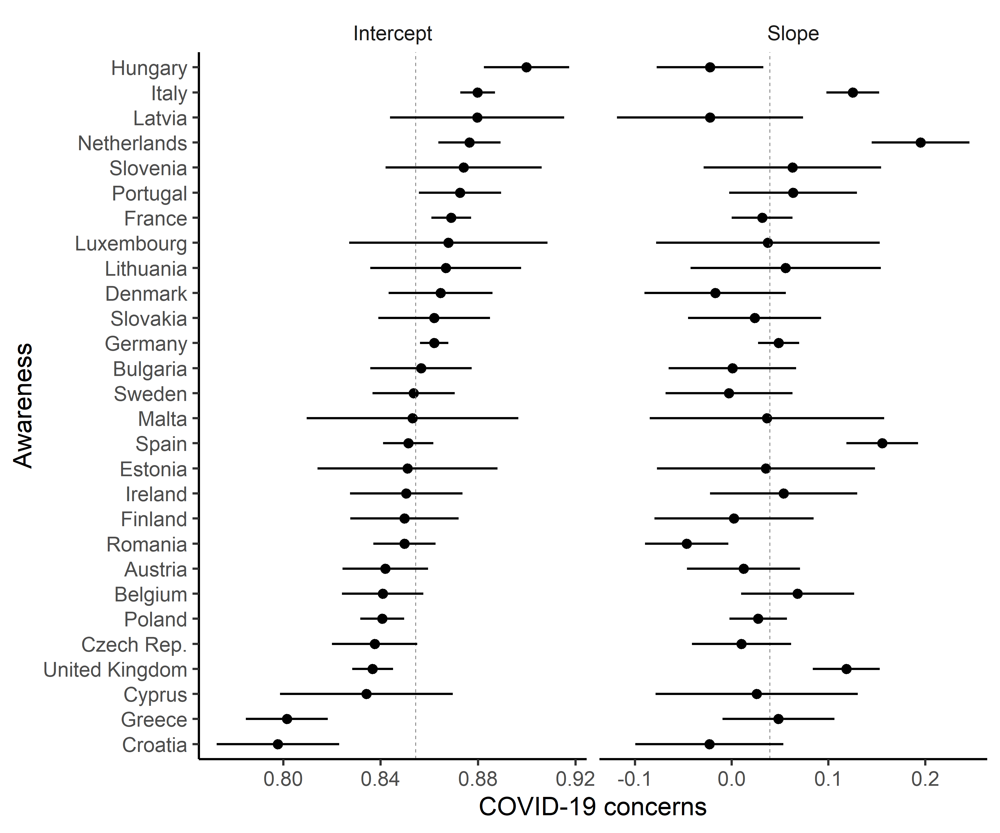 Intercept
Slope
Awareness
Hungary
Italy
Latvia
Netherlands
Slovenia
Portugal
France
Luxembourg
Lithuania
Denmark
Slovakia
Germany
Bulgaria
Sweden
Malta
Spain
Estonia
Ireland
Finland
Romania
Austria
Belgium
Poland
Czech Rep.
United Kingdom
Cyprus
Greece
Croatia
0.80 0.84 0.88 0.92 -0.1 0.0 0.1 0.2
COVID-19 concerns